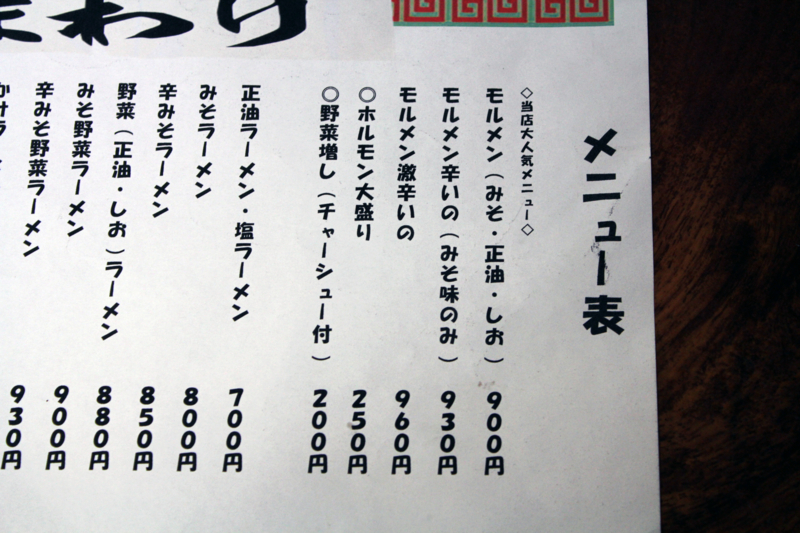 メニュー表
◇当店大人気メニュー◇
モルメン（みそ・正油・しお） 900円
モルメン辛いの（みそ味のみ） 930円
モルメン激辛いの 960円
○ホルモン大盛り 250円
○野菜増し（チャーシュー付） 200円
正油ラーメン・塩ラーメン 700円
みそラーメン 800円
辛みそラーメン 850円
野菜（正油・しお）ラーメン 880円
みそ野菜ラーメン 900円
辛みそ野菜ラーメン 930円